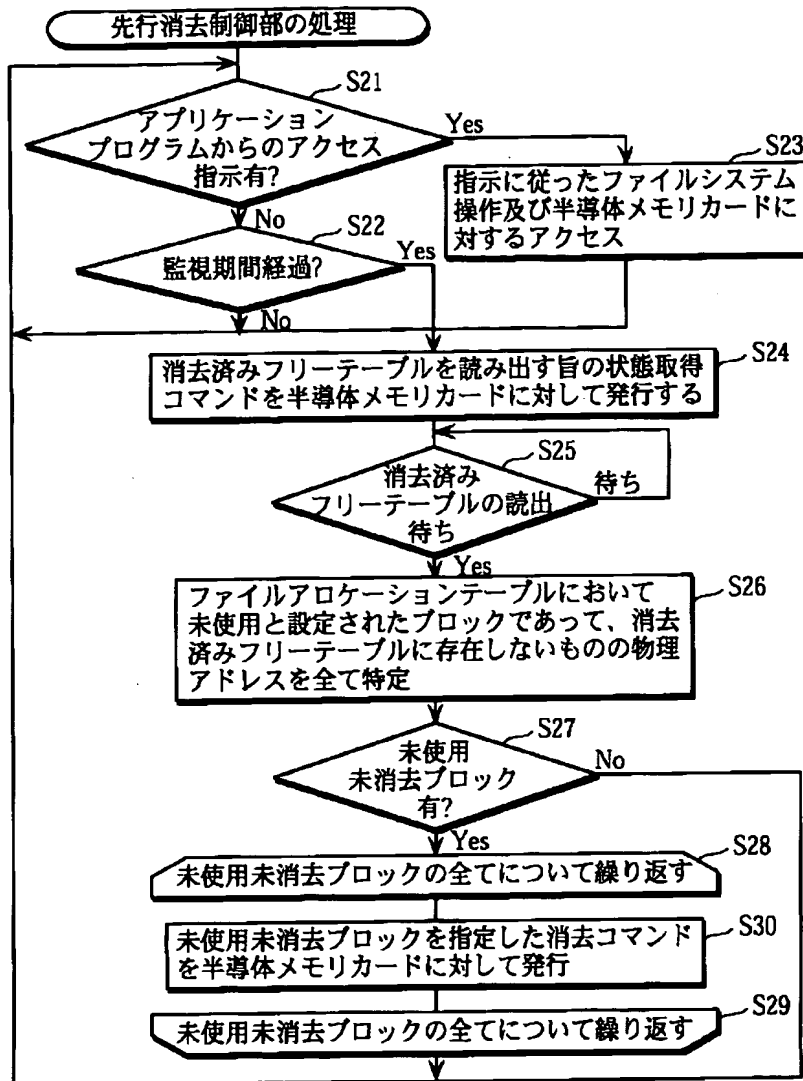 先行消去制御部の処理
S21
アプリケーション
プログラムからのアクセス
指示有?
Yes
No
S23
指示に従ったファイルシステム
操作及び半導体メモリカードに
対するアクセス
S22
監視期間経過?
Yes
No
S24
消去済みフリーテーブルを読み出す旨の状態取得
コマンドを半導体メモリカードに対して発行する
S25
消去済み
フリーテーブルの読出
待ち
待ち
Yes
S26
ファイルアロケーションテーブルにおいて
未使用と設定されたブロックであって、消去
済みフリーテーブルに存在しないものの物理
アドレスを全て特定
S27
未使用
未消去ブロック
有?
No
Yes
S28
未使用未消去ブロックの全てについて繰り返す
S30
未使用未消去ブロックを指定した消去コマンド
を半導体メモリカードに対して発行
S29
未使用未消去ブロックの全てについて繰り返す